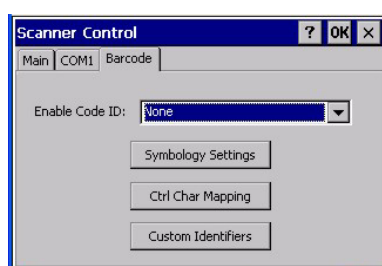 Scanner Control ? OK ×
Main COM1 Barcode
Enable Code ID: None
Symbology Settings
Ctrl Char Mapping
Custom Identifiers